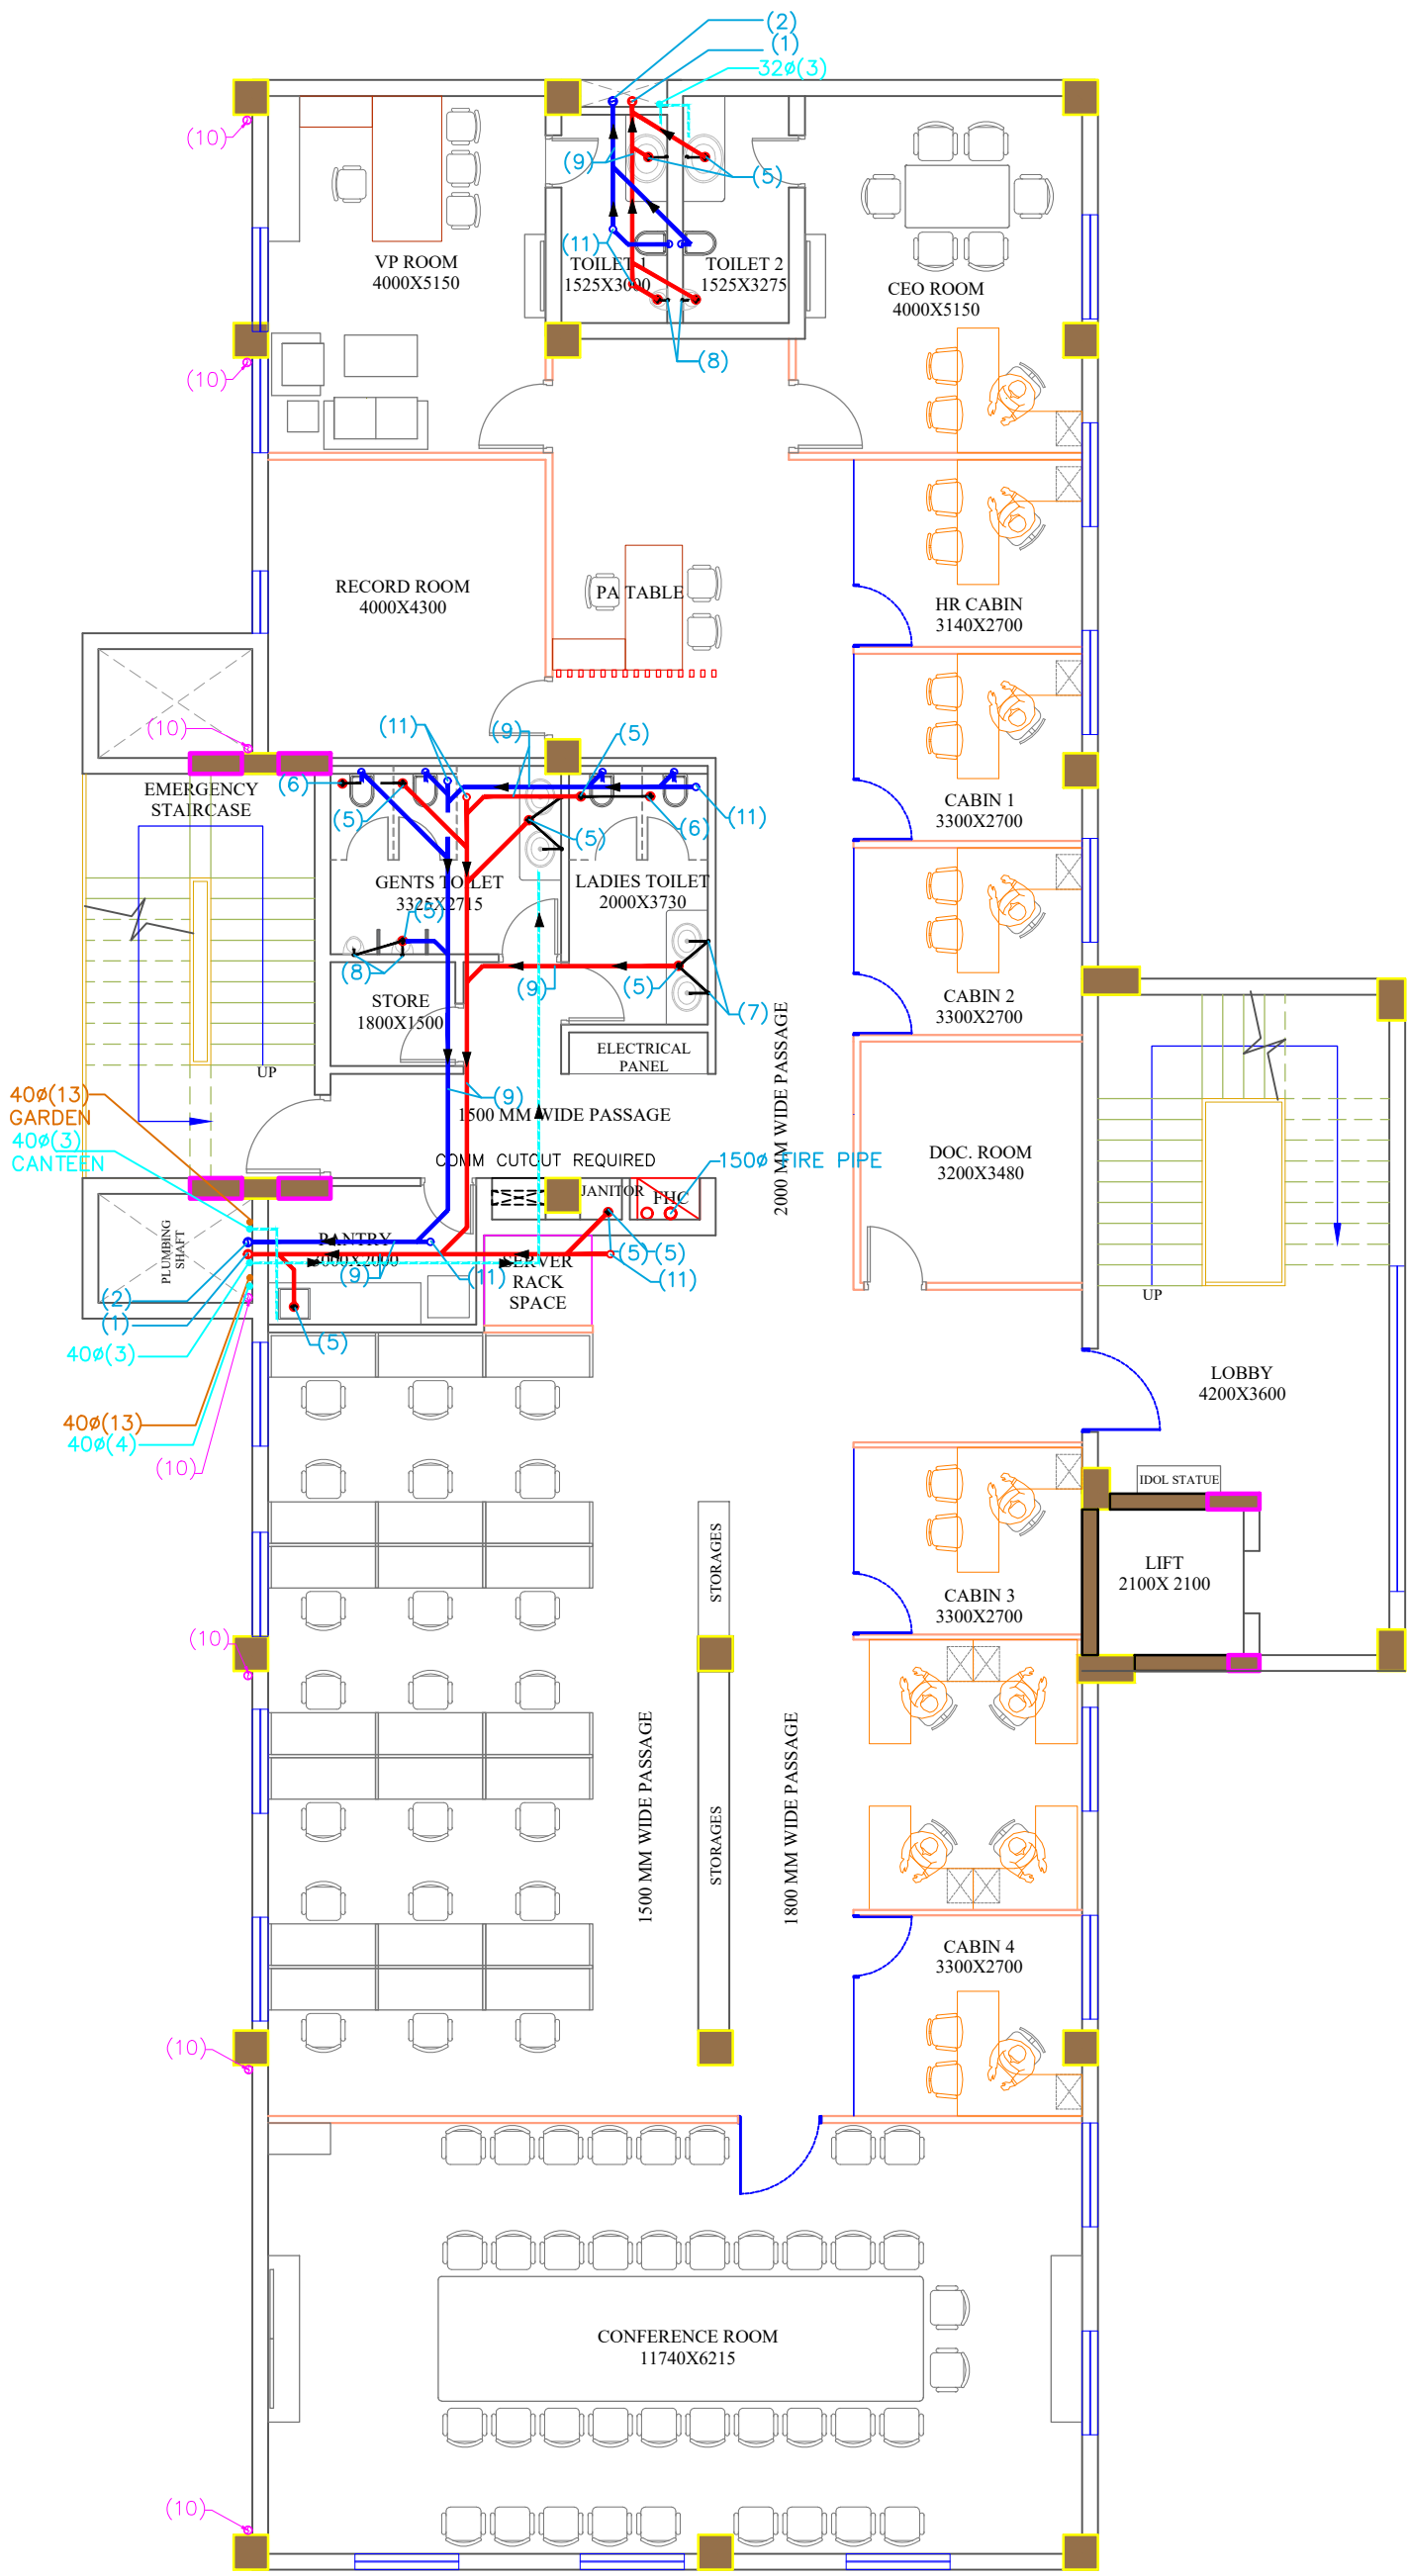 (2)
(1)
32ø(3)
(10)
(9)
(5)
(11)
VP ROOM
4000X5150
TOILET 1
1525X3000
TOILET 2
1525X3275
CEO ROOM
4000X5150
(8)
(10)
RECORD ROOM
4000X4300
PA TABLE
HR CABIN
3140X2700
(10)
(11)
(9)
(5)
(6)
EMERGENCY
STAIRCASE
(5)
(5)
(6)
(11)
CABIN 1
3300X2700
GENTS TOILET
3325X2715
LADIES TOILET
2000X3730
(5)
(8)
(9)
(5)
(7)
STORE
1800X1500
CABIN 2
3300X2700
ELECTRICAL
PANEL
UP
2000 MM WIDE PASSAGE
40ø(13)
GARDEN
(9)
1500 MM WIDE PASSAGE
40ø(3)
CANTEEN
COMM CUTOUT REQUIRED
150ø FIRE PIPE
DOC. ROOM
3200X3480
JANITOR
FHC
PLUMBING
SHAFT
PANTRY
3000X2000
(9)
(11)
SERVER
RACK
SPACE
(5)
(5)
(11)
UP
(2)
(1)
(5)
40ø(3)
LOBBY
4200X3600
40ø(13)
40ø(4)
(10)
IDOL STATUE
STORAGES
LIFT
2100X 2100
CABIN 3
3300X2700
(10)
1500 MM WIDE PASSAGE
STORAGES
1800 MM WIDE PASSAGE
CABIN 4
3300X2700
(10)
CONFERENCE ROOM
11740X6215
(10)